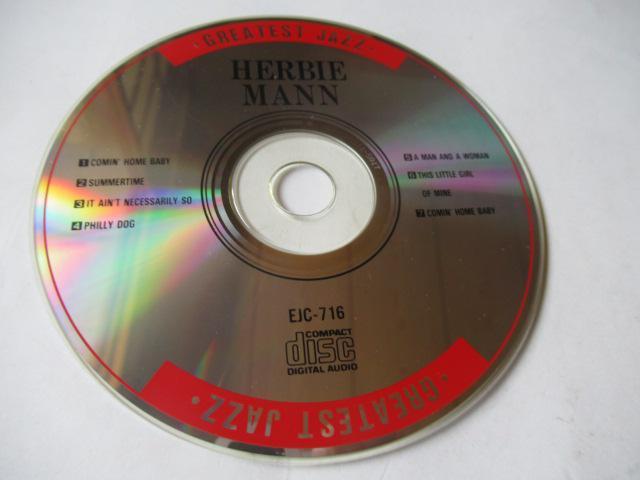 ·GREATEST JAZZ·
HERBIE
MANN
1 COMIN' HOME BABY
2 SUMMERTIME
3 IT AIN'T NECESSARILY SO
4 PHILLY DOG
5 A MAN AND A WOMAN
6 THIS LITTLE GIRL
OF MINE
7 COMIN' HOME BABY
EJC-716
COMPACT
disc
DIGITAL AUDIO
·GREATEST JAZZ·